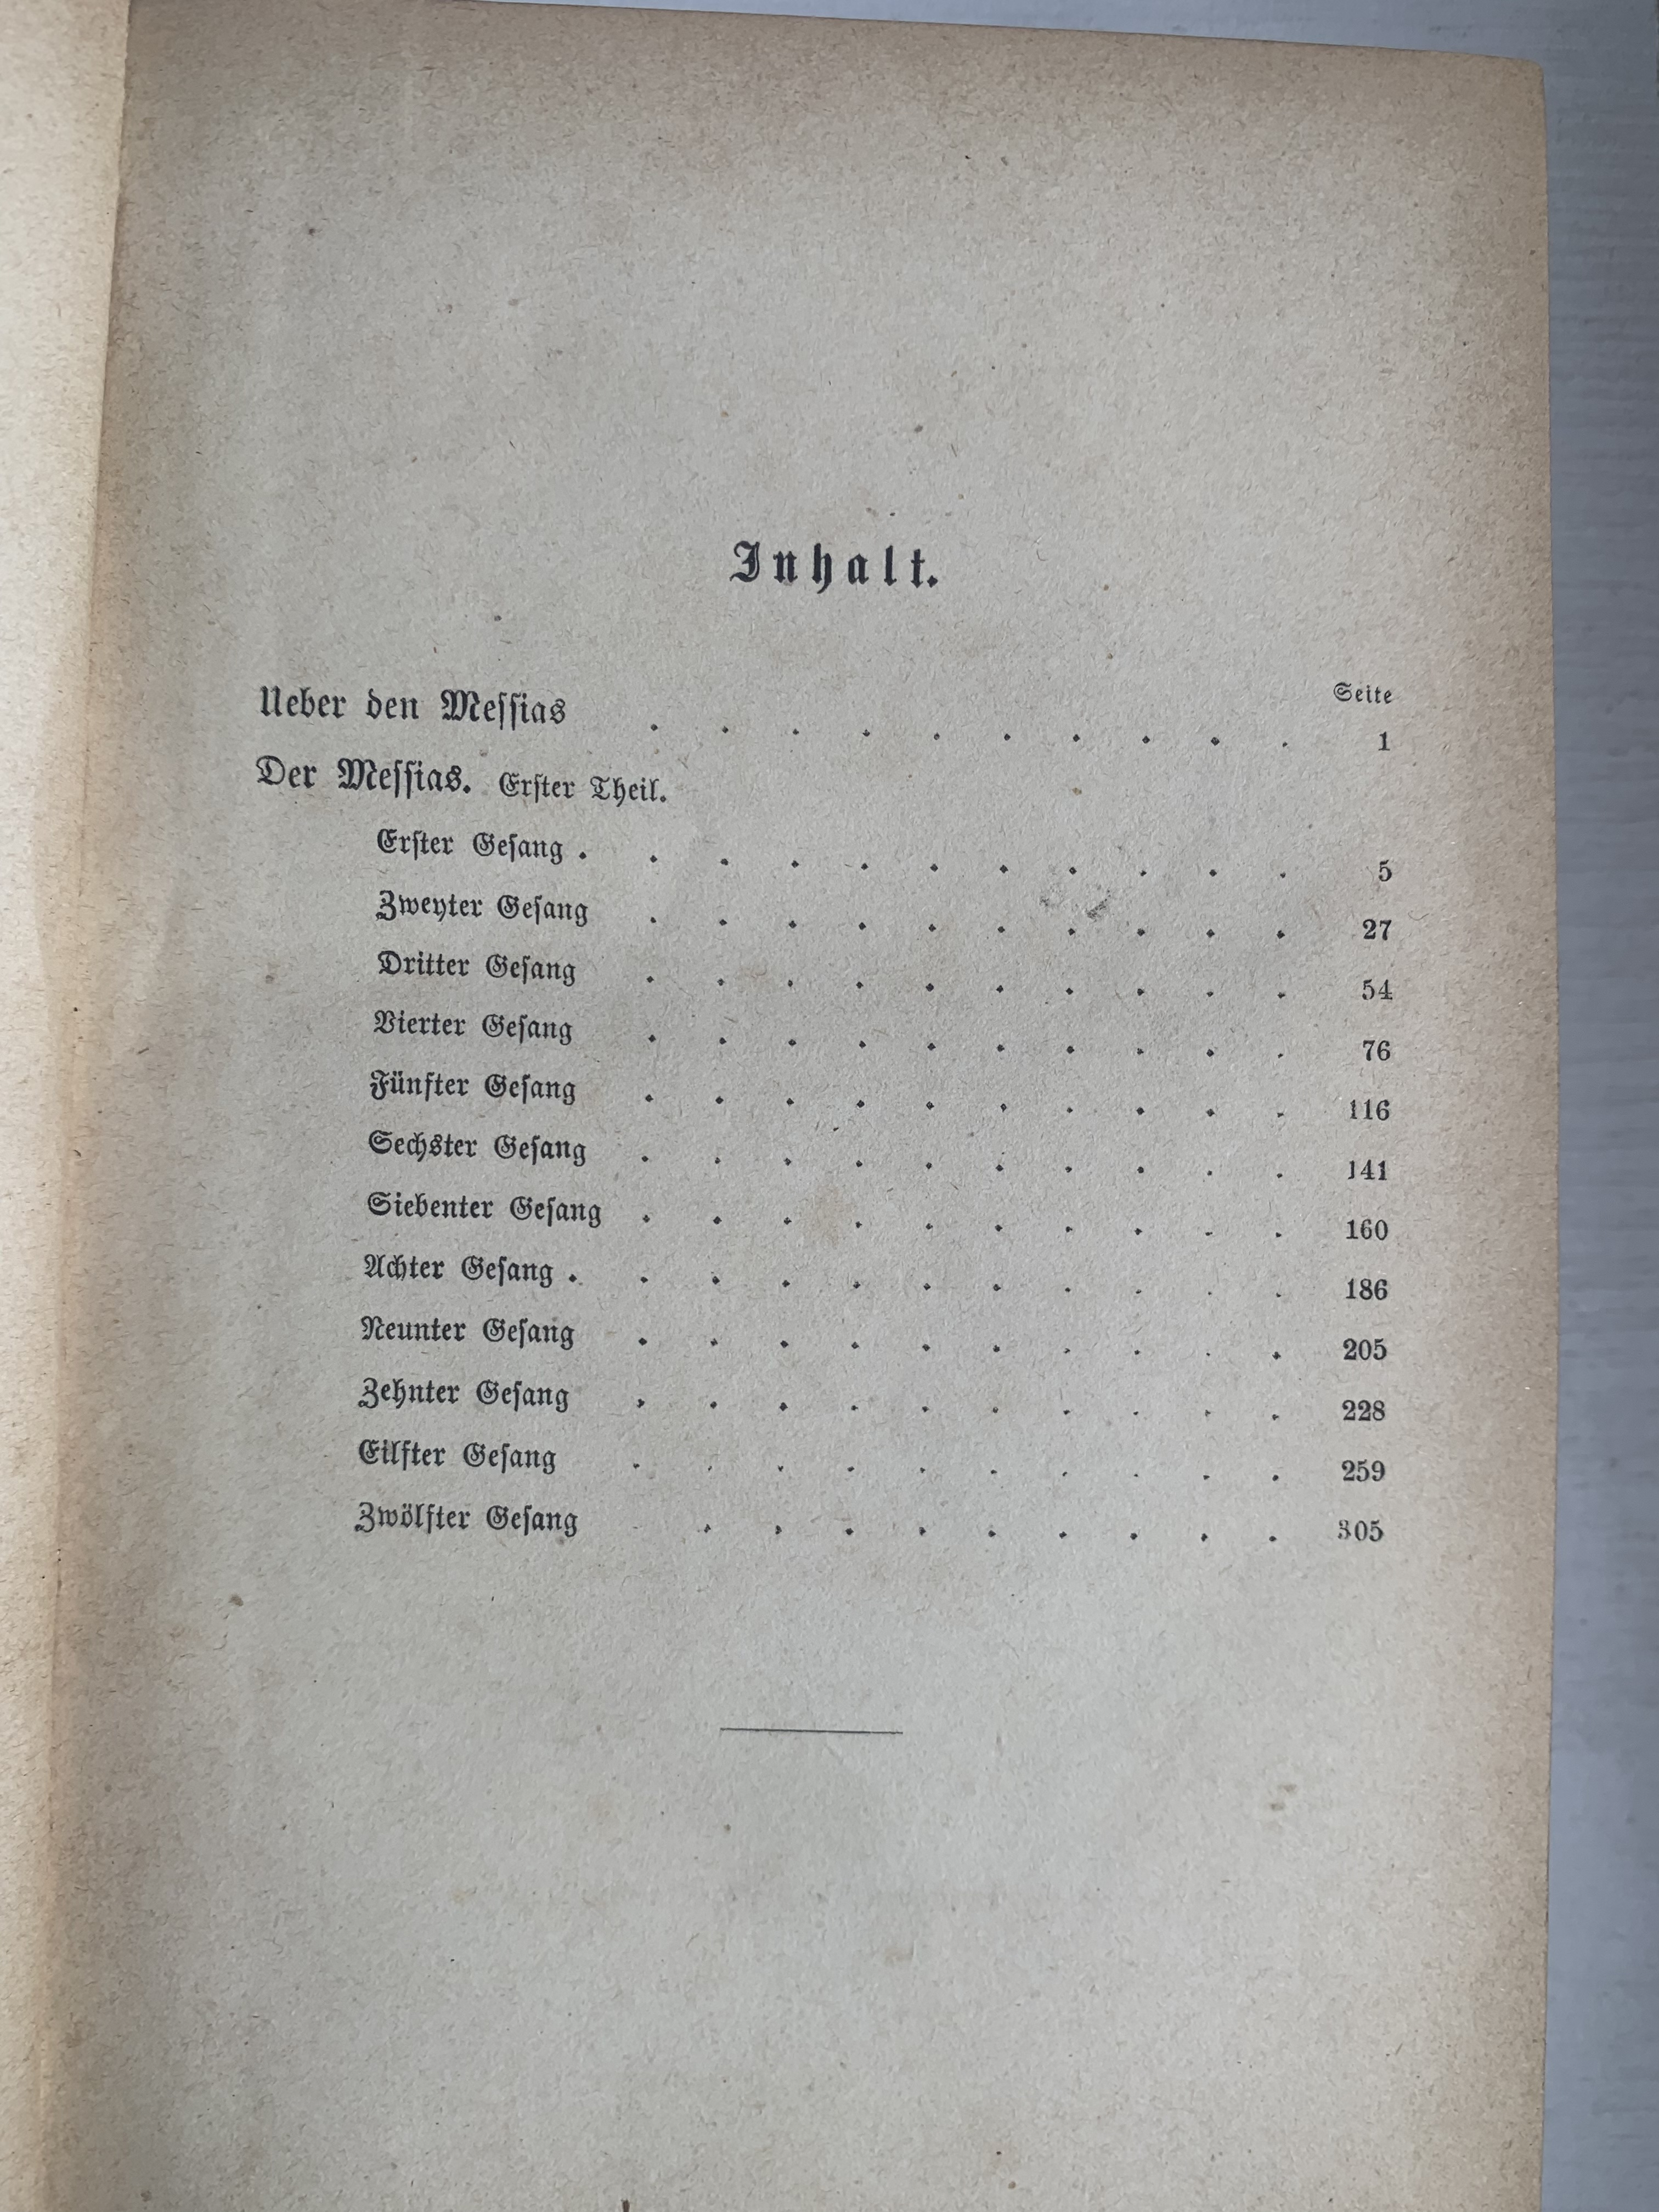 Inhalt.
Seite
Ueber den Messias . . . . . . . . . . 1
Der Messias. Erster Theil.
Erster Gesang . . . . . . . . . . . 5
Zweyter Gesang . . . . . . . . . . 27
Dritter Gesang . . . . . . . . . . 54
Vierter Gesang . . . . . . . . . . 76
Fünfter Gesang . . . . . . . . . . 116
Sechster Gesang . . . . . . . . . . 141
Siebenter Gesang . . . . . . . . . . 160
Achter Gesang . . . . . . . . . . . 186
Neunter Gesang . . . . . . . . . . 205
Zehnter Gesang . . . . . . . . . . 228
Eilfter Gesang . . . . . . . . . . 259
Zwölfter Gesang . . . . . . . . . 305